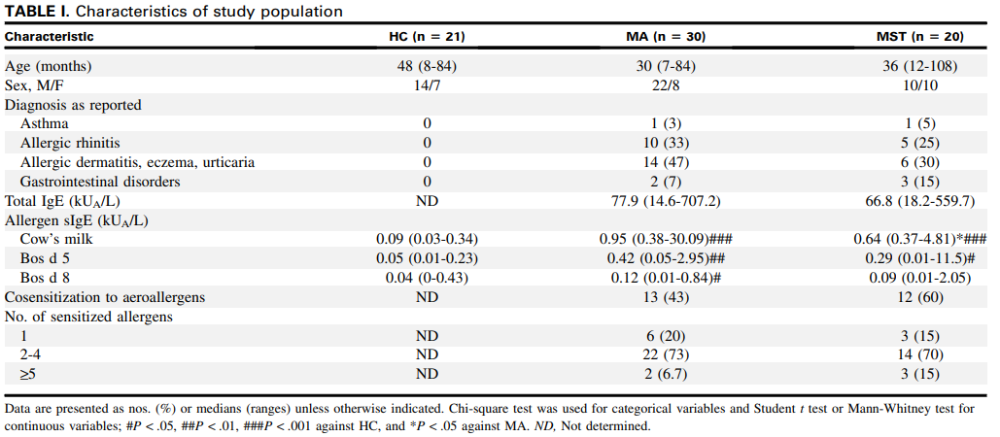 TABLE I. Characteristics of study population
Characteristic HC (n = 21) MA (n = 30) MST (n = 20)
Age (months) 48 (8-84) 30 (7-84) 36 (12-108)
Sex, M/F 14/7 22/8 10/10
Diagnosis as reported
Asthma 0 1 (3) 1 (5)
Allergic rhinitis 0 10 (33) 5 (25)
Allergic dermatitis, eczema, urticaria 0 14 (47) 6 (30)
Gastrointestinal disorders 0 2 (7) 3 (15)
Total IgE (kUA/L) ND 77.9 (14.6-707.2) 66.8 (18.2-559.7)
Allergen sIgE (kUA/L)
Cow's milk 0.09 (0.03-0.34) 0.95 (0.38-30.09)### 0.64 (0.37-4.81)*###
Bos d 5 0.05 (0.01-0.23) 0.42 (0.05-2.95)## 0.29 (0.01-11.5)#
Bos d 8 0.04 (0-0.43) 0.12 (0.01-0.84)# 0.09 (0.01-2.05)
Cosensitization to aeroallergens ND 13 (43) 12 (60)
No. of sensitized allergens
1 ND 6 (20) 3 (15)
2-4 ND 22 (73) 14 (70)
≥5 ND 2 (6.7) 3 (15)
Data are presented as nos. (%) or medians (ranges) unless otherwise indicated. Chi-square test was used for categorical variables and Student t test or Mann-Whitney test for
continuous variables; #P < .05, ##P < .01, ###P < .001 against HC, and *P < .05 against MA. ND, Not determined.